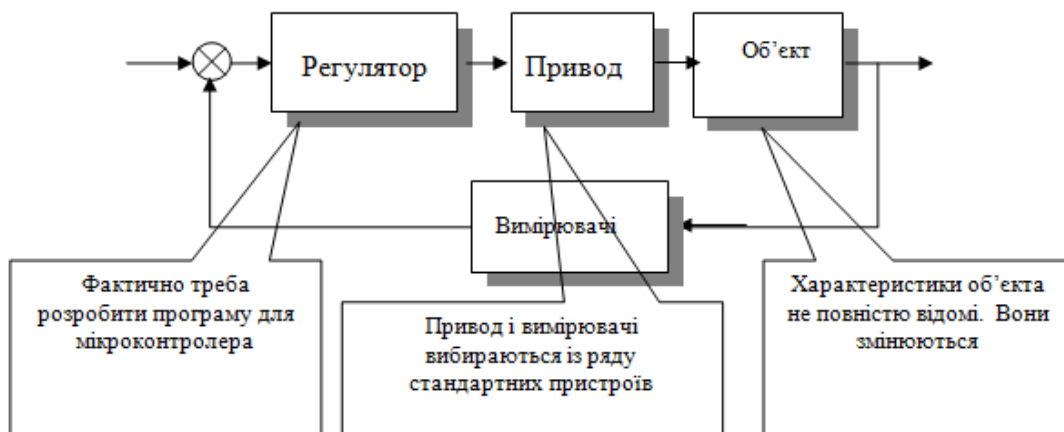 Регулятор
Привод
Об’єкт
Вимірювачі
Фактично треба
розробити програму для
мікроконтролера
Привод і вимірювачі
вибираються із ряду
стандартних пристроїв
Характеристики об’єкта
не повністю відомі. Вони
змінюються